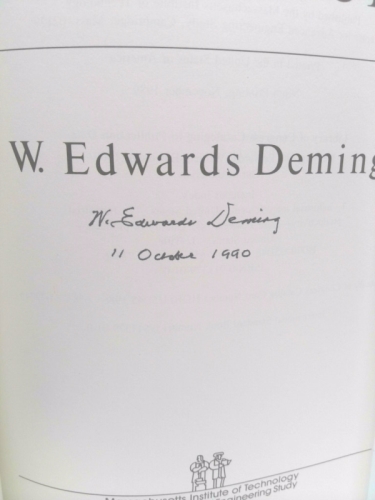 W. Edwards Deming
W. Edwards Deming
11 October 1990
Massachusetts Institute of Technology
Engineering Study